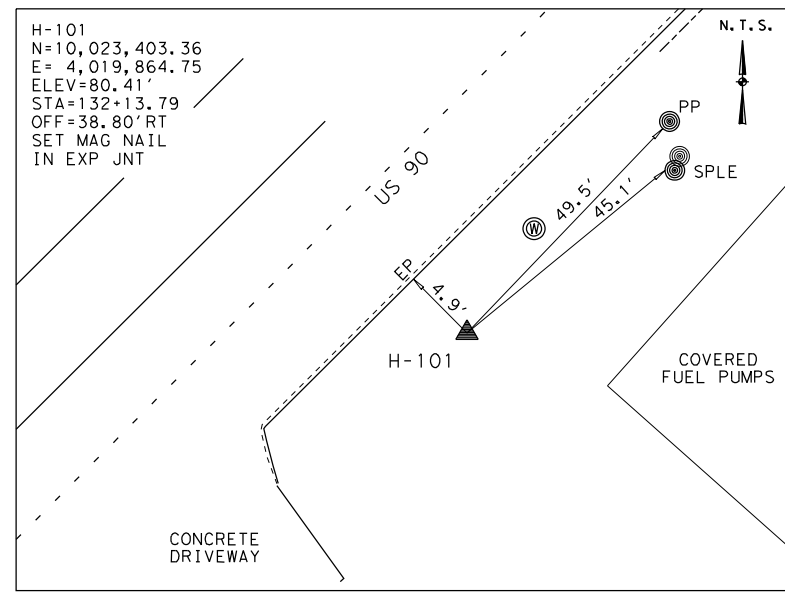 H-101
N=10,023,403.36
E= 4,019,864.75
ELEV=80.41'
STA=132+13.79
OFF=38.80'RT
SET MAG NAIL
IN EXP JNT
N.T.S.
PP
US 90
SPLE
49.5'
45.1'
W
EP
4.9'
H-101
COVERED
FUEL PUMPS
CONCRETE
DRIVEWAY